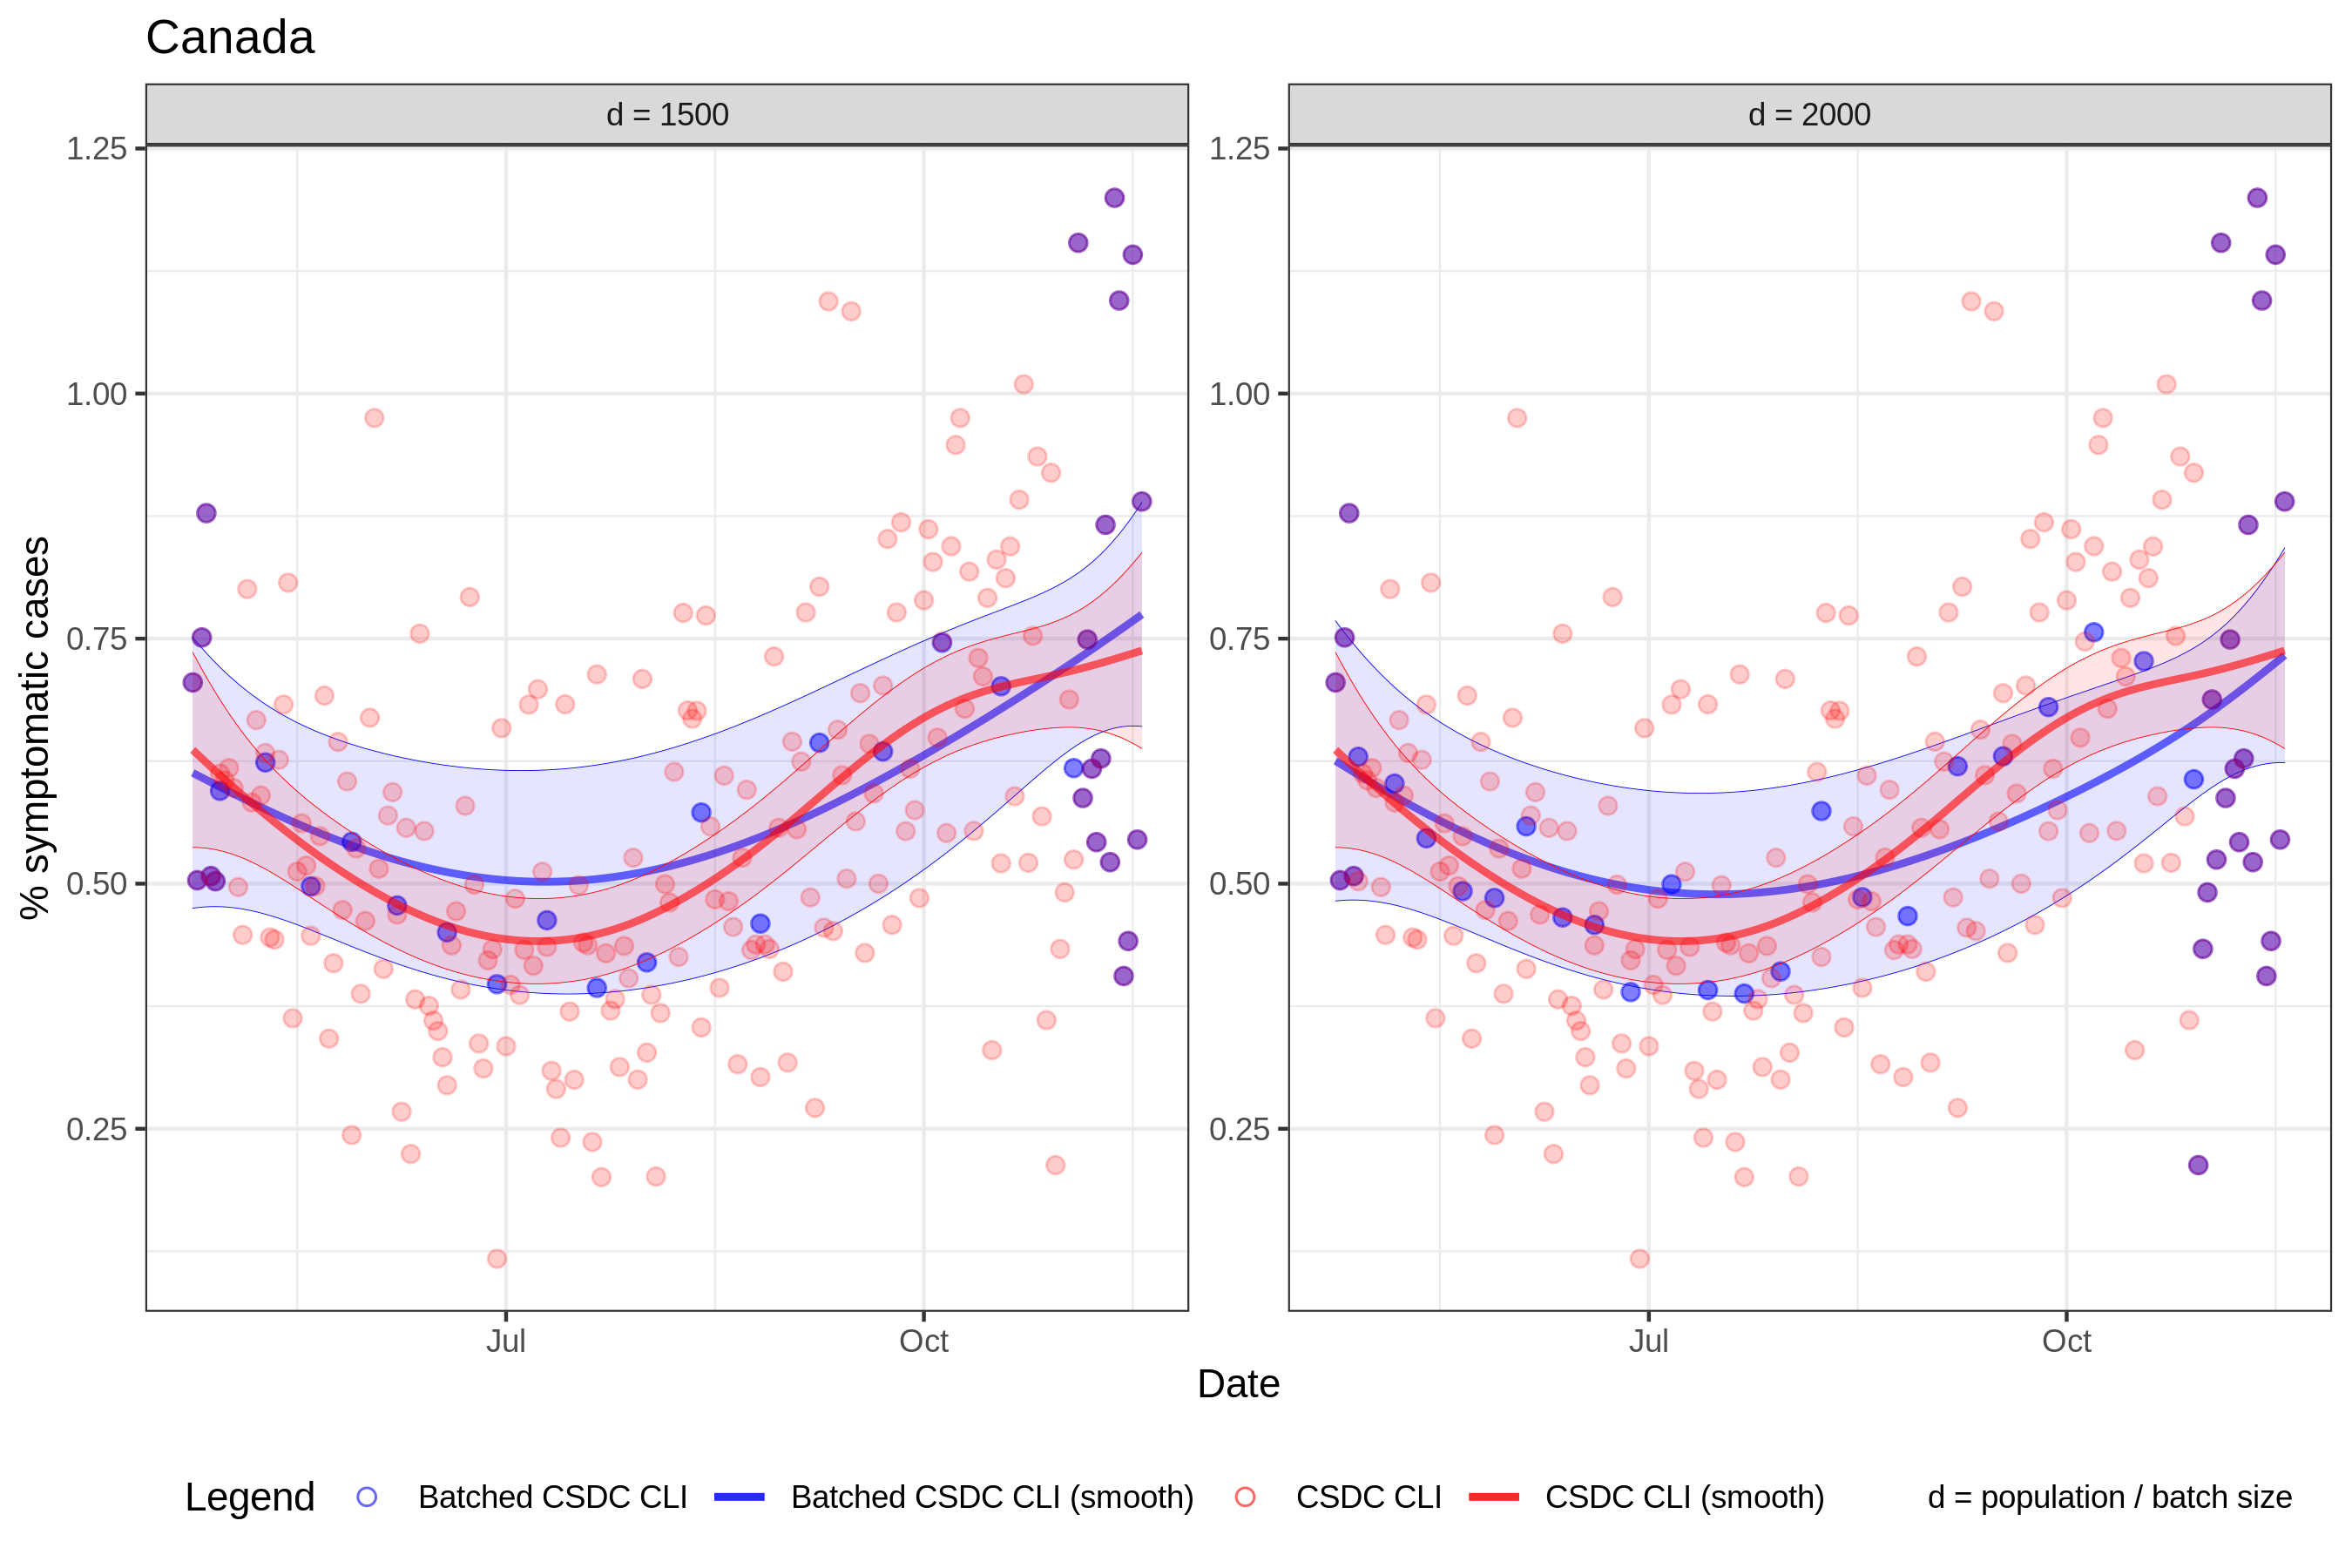 Canada
d = 1500
d = 2000
% symptomatic cases
1.25
1.00
0.75
0.50
0.25
1.25
1.00
0.75
0.50
0.25
Jul
Oct
Jul
Oct
Date
Legend
Batched CSDC CLI
Batched CSDC CLI (smooth)
CSDC CLI
CSDC CLI (smooth)
d = population / batch size